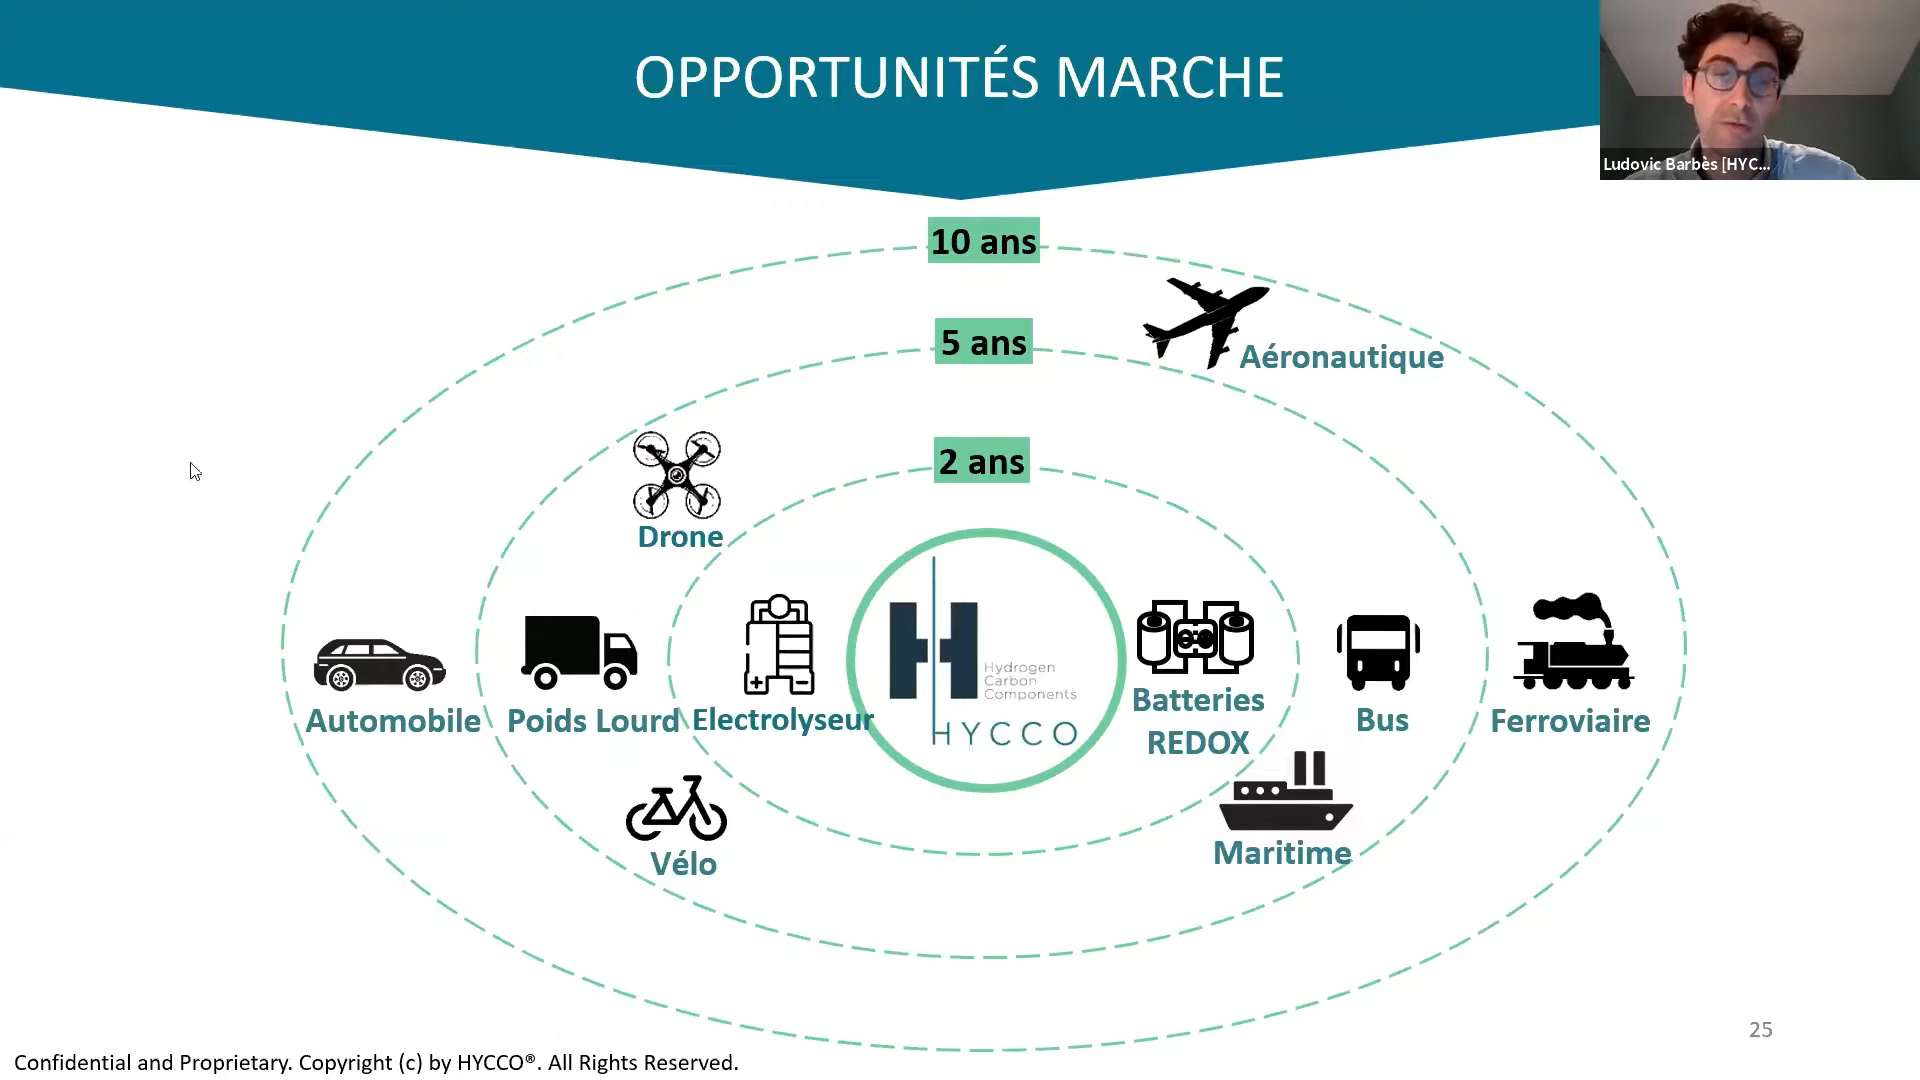 OPPORTUNITÉS MARCHE
Ludovic Barbès [HYC...
10 ans
Aéronautique
5 ans
2 ans
Drone
Hydrogen
Carbon
Components
HYCCO
Automobile
Poids Lourd
Electrolyseur
Batteries
REDOX
Bus
Ferroviaire
Vélo
Maritime
25
Confidential and Proprietary. Copyright (c) by HYCCO®. All Rights Reserved.